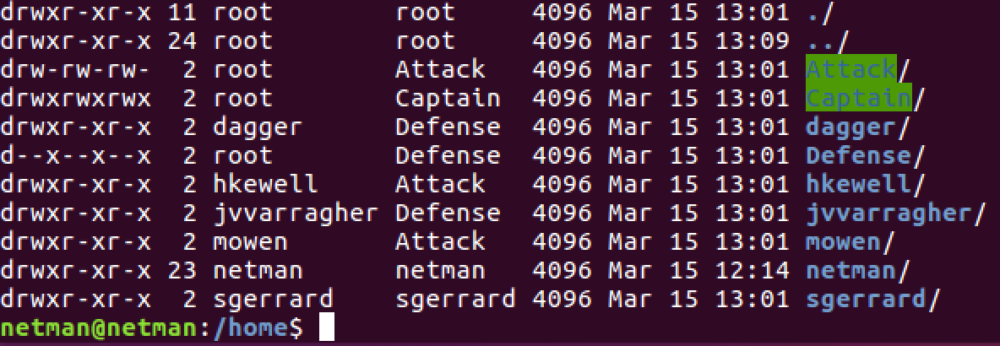 drwxr-xr-x 11 root       root       4096 Mar 15 13:01 ./
drwxr-xr-x 24 root       root       4096 Mar 15 13:09 ../
drw-rw-rw-  2 root       Attack     4096 Mar 15 13:01 Attack/
drwxrwxrwx  2 root       Captain    4096 Mar 15 13:01 Captain/
drwxr-xr-x  2 dagger     Defense    4096 Mar 15 13:01 dagger/
d--x--x--x  2 root       Defense    4096 Mar 15 13:01 Defense/
drwxr-xr-x  2 hkewell    Attack     4096 Mar 15 13:01 hkewell/
drwxr-xr-x  2 jvvarragher Defense   4096 Mar 15 13:01 jvvarragher/
drwxr-xr-x  2 mowen      Attack     4096 Mar 15 13:01 mowen/
drwxr-xr-x 23 netman     netman     4096 Mar 15 12:14 netman/
drwxr-xr-x  2 sgerrard   sgerrard   4096 Mar 15 13:01 sgerrard/
netman@netman:/home$